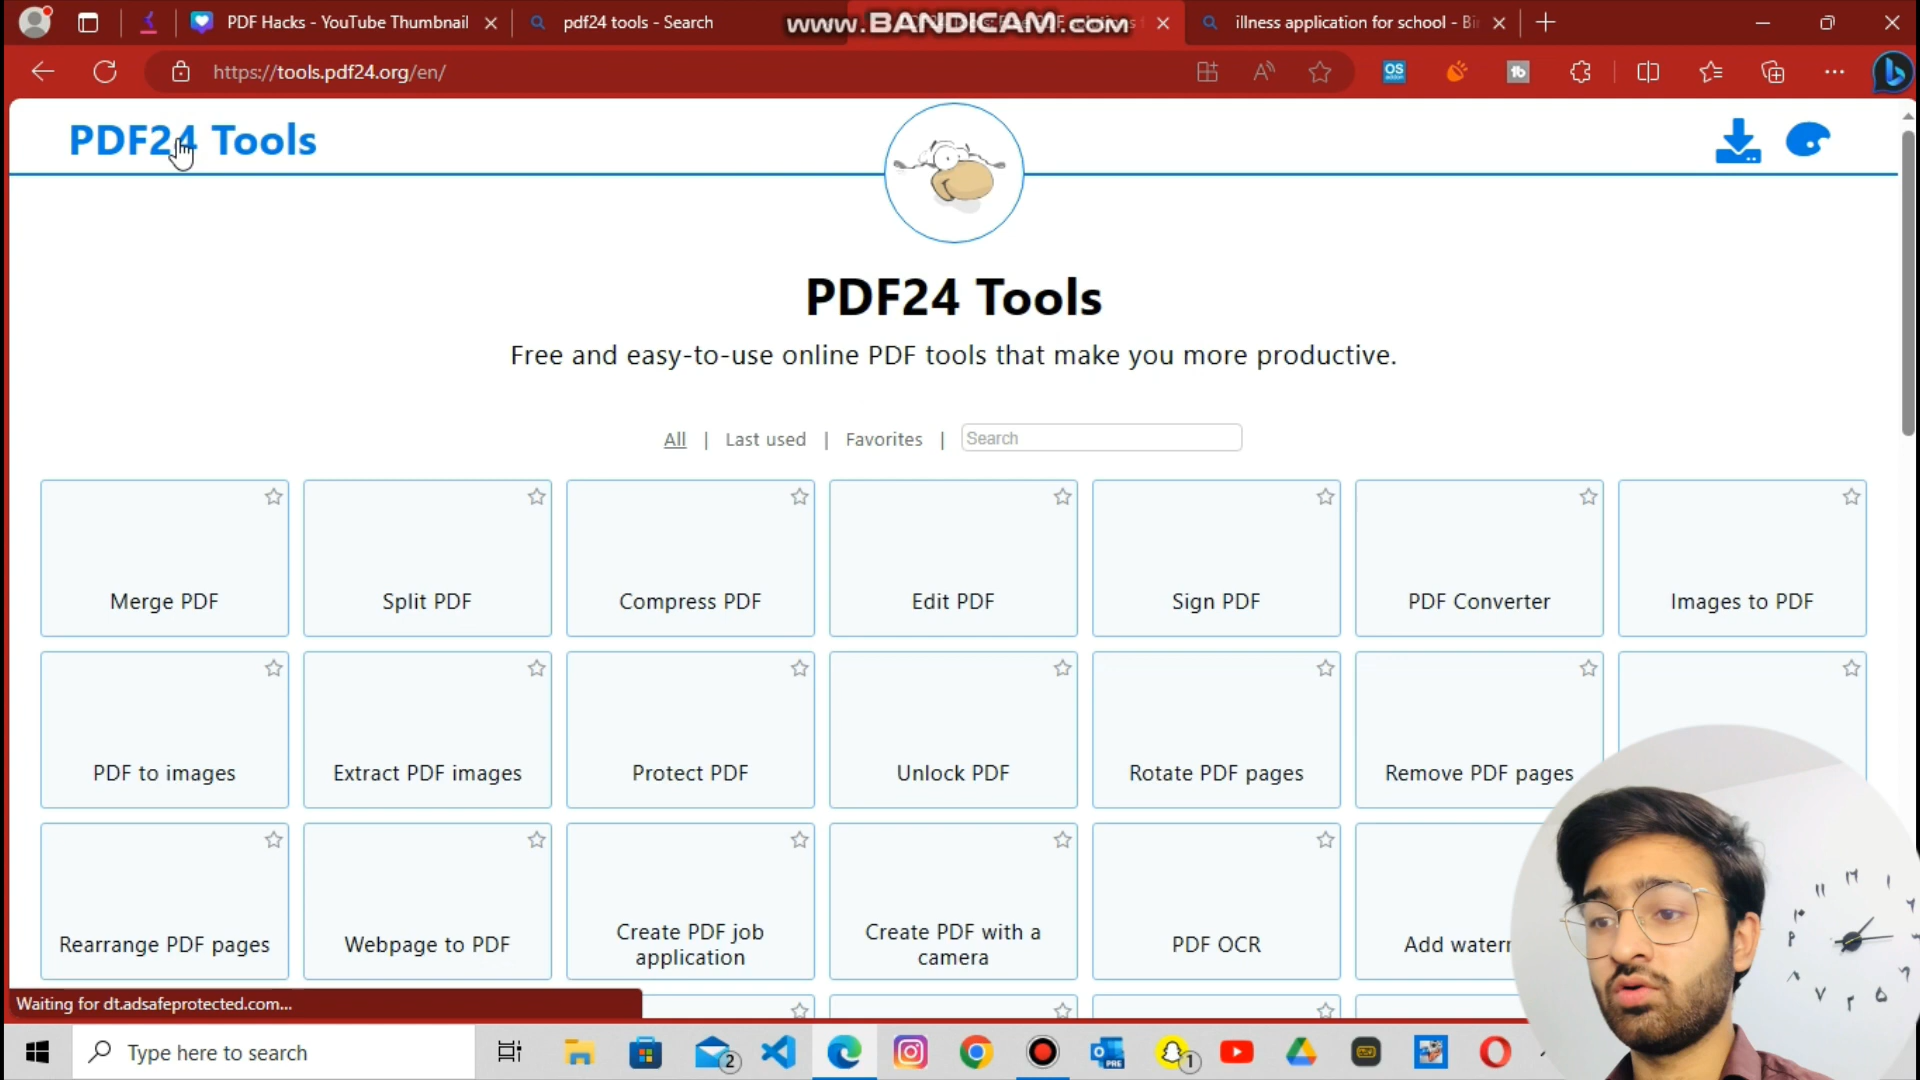 PDF Hacks - YouTube Thumbnail
pdf24 tools - Search
www.BANDICAM.com
illness application for school - Bi
https://tools.pdf24.org/en/
PDF24 Tools
PDF24 Tools
Free and easy-to-use online PDF tools that make you more productive.
All | Last used | Favorites | Search
Merge PDF
Split PDF
Compress PDF
Edit PDF
Sign PDF
PDF Converter
Images to PDF
PDF to images
Extract PDF images
Protect PDF
Unlock PDF
Rotate PDF pages
Remove PDF pages
Rearrange PDF pages
Webpage to PDF
Create PDF job
application
Create PDF with a
camera
PDF OCR
Add water
Waiting for dt.adsafeprotected.com...
Type here to search
2
PRE
1